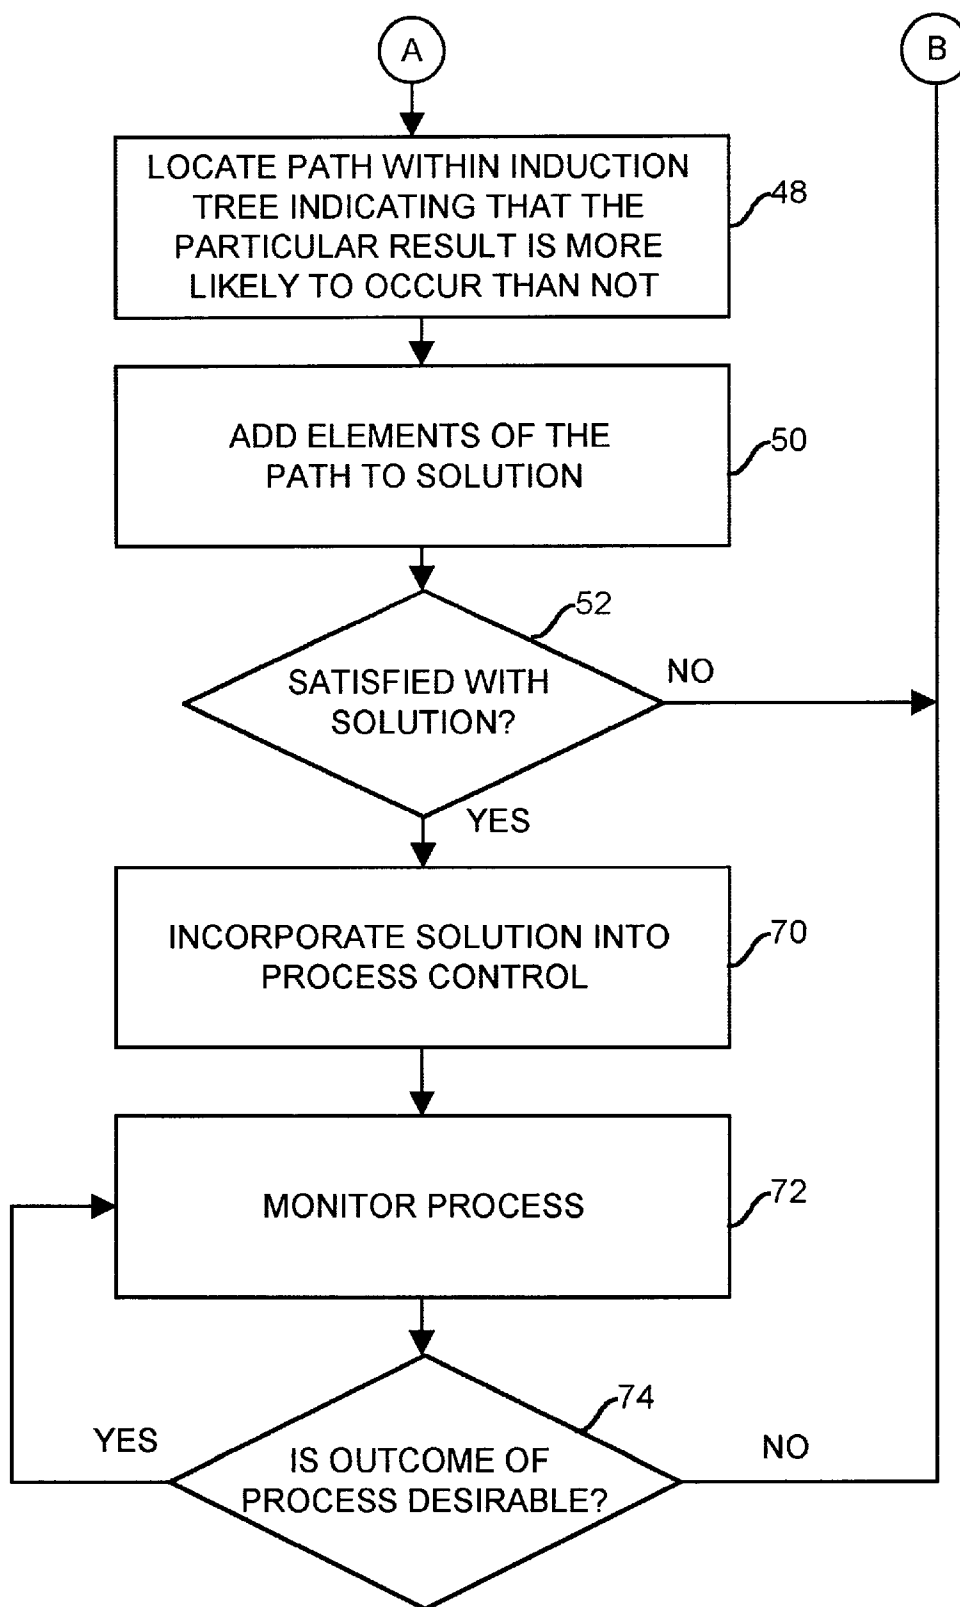 A
B
LOCATE PATH WITHIN INDUCTION
TREE INDICATING THAT THE
PARTICULAR RESULT IS MORE
LIKELY TO OCCUR THAN NOT
48
ADD ELEMENTS OF THE
PATH TO SOLUTION
50
52
SATISFIED WITH
SOLUTION?
NO
YES
INCORPORATE SOLUTION INTO
PROCESS CONTROL
70
MONITOR PROCESS
72
74
YES
IS OUTCOME OF
PROCESS DESIRABLE?
NO